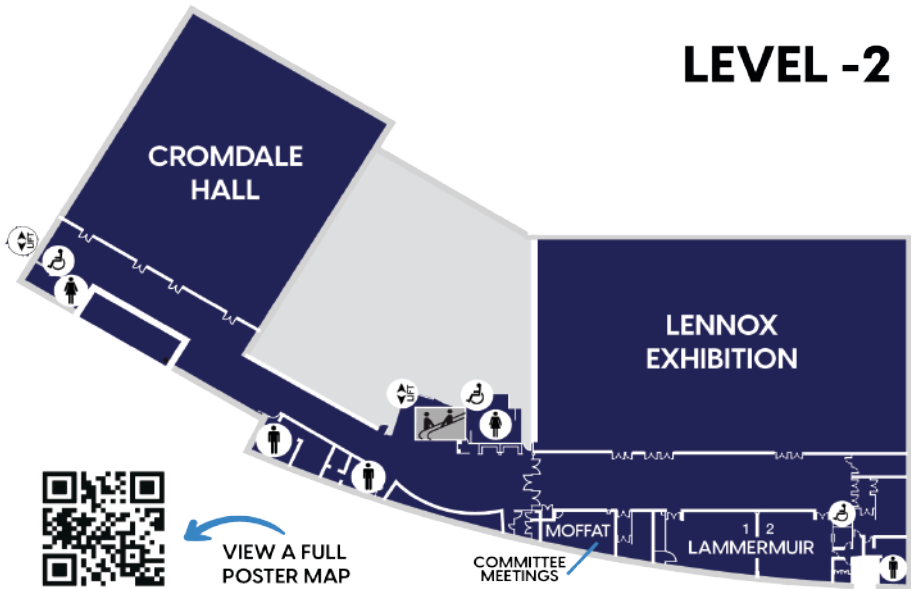 LEVEL -2
CROMDALE
HALL
LIFT
LENNOX
EXHIBITION
LIFT
MOFFAT
1 2
LAMMERMUIR
COMMITTEE
MEETINGS
VIEW A FULL
POSTER MAP